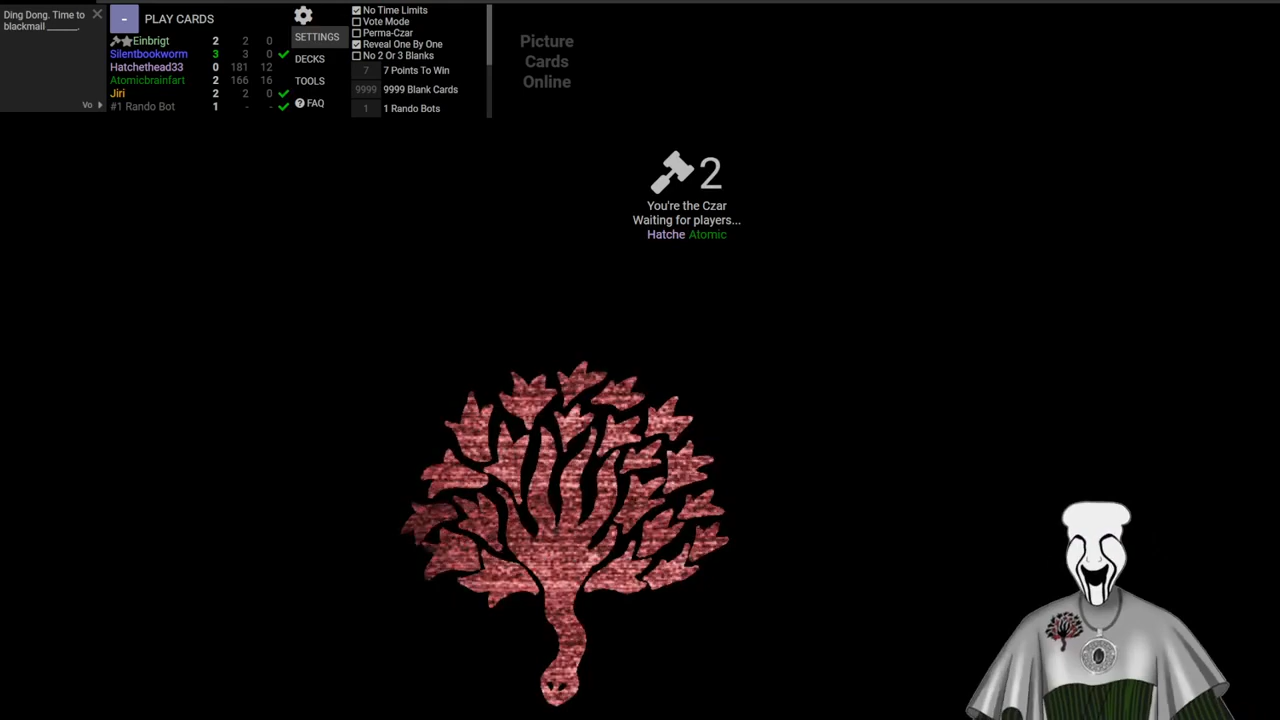 Ding Dong. Time to
blackmail ______.
Vo
-
PLAY CARDS
Einbrigt 2 2 0
Silentbookworm 3 3 0
Hatchethead33 0 181 12
Atomicbrainfart 2 166 16
Jiri 2 2 0
#1 Rando Bot 1 - -
SETTINGS
DECKS
TOOLS
? FAQ
No Time Limits
Vote Mode
Perma-Czar
Reveal One By One
No 2 Or 3 Blanks
7 7 Points To Win
9999 9999 Blank Cards
1 1 Rando Bots
Picture
Cards
Online
2
You're the Czar
Waiting for players...
Hatche Atomic